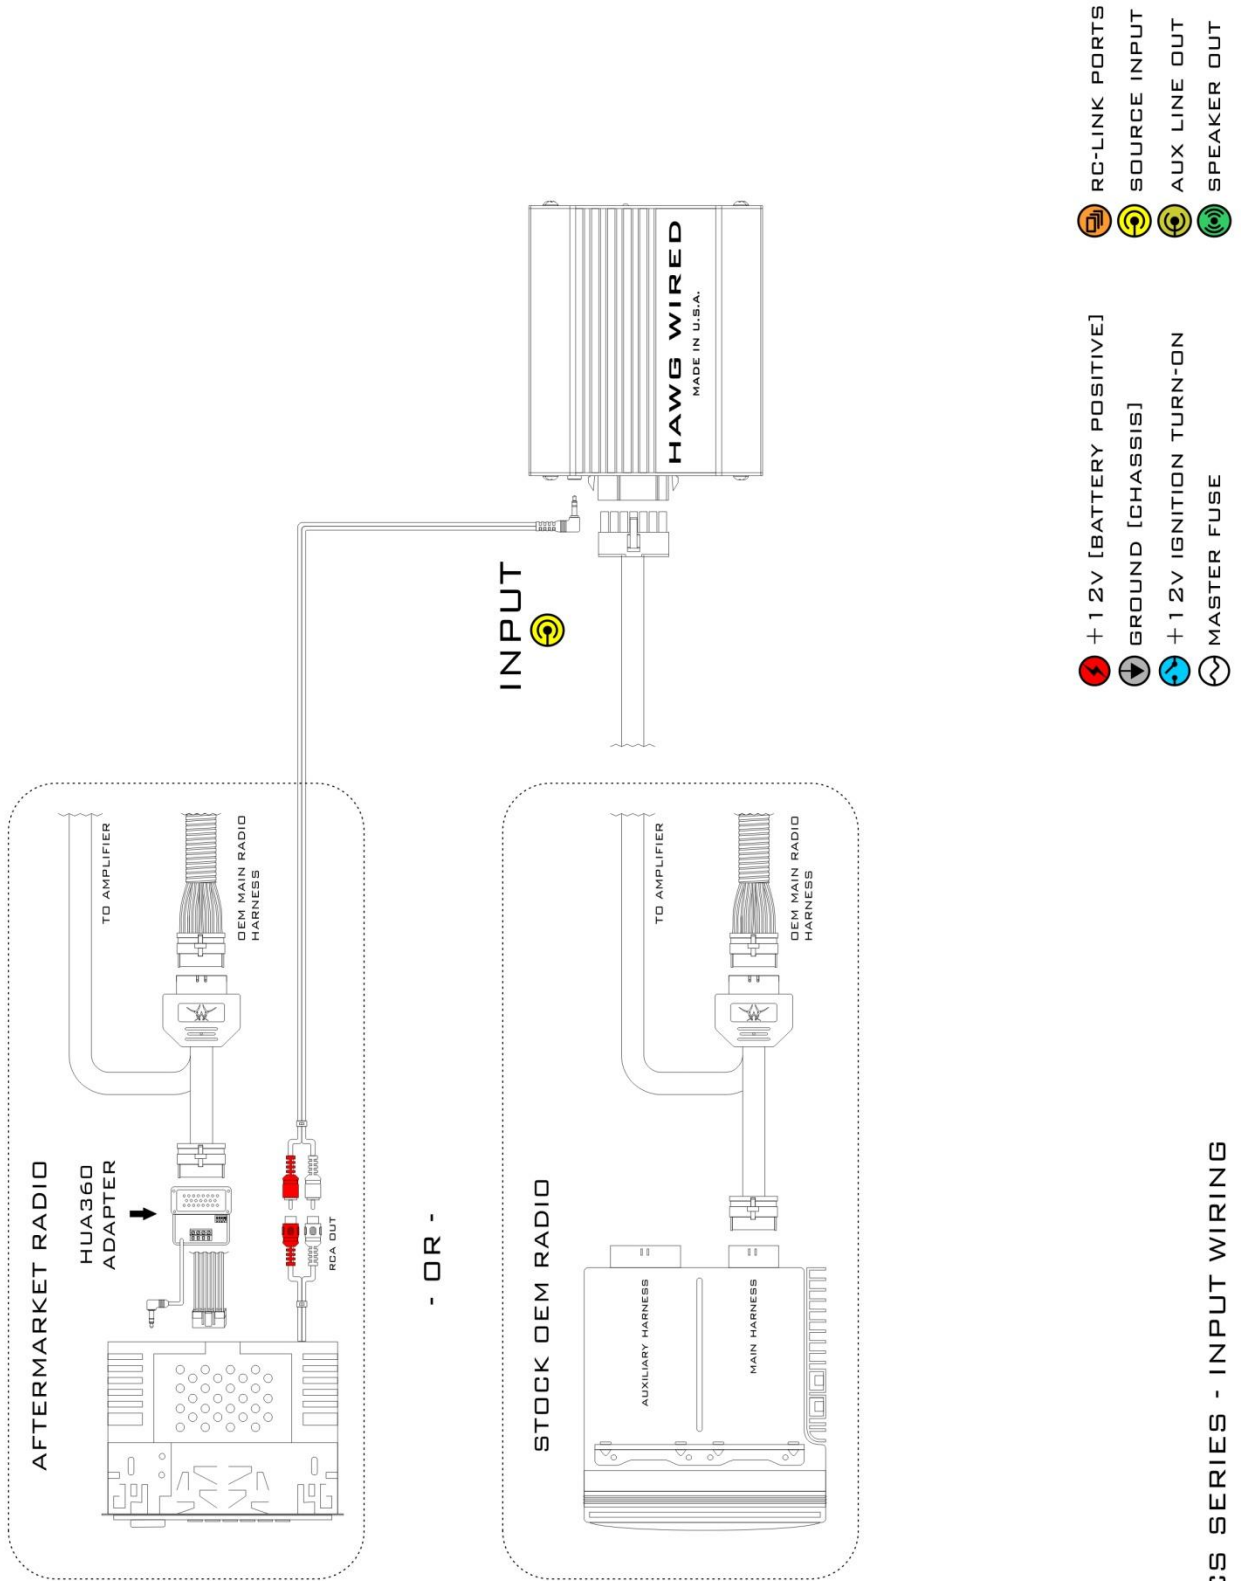 AFTERMARKET RADIO
HUA360
ADAPTER
TO AMPLIFIER
OEM MAIN RADIO
HARNESS
RCA OUT
- OR -
STOCK OEM RADIO
AUXILIARY HARNESS
MAIN HARNESS
TO AMPLIFIER
OEM MAIN RADIO
HARNESS
INPUT
HAWG WIRED
MADE IN U.S.A.
+12V [BATTERY POSITIVE]
GROUND [CHASSIS]
+12V IGNITION TURN-ON
MASTER FUSE
RC-LINK PORTS
SOURCE INPUT
AUX LINE OUT
SPEAKER OUT
SERIES - INPUT WIRING